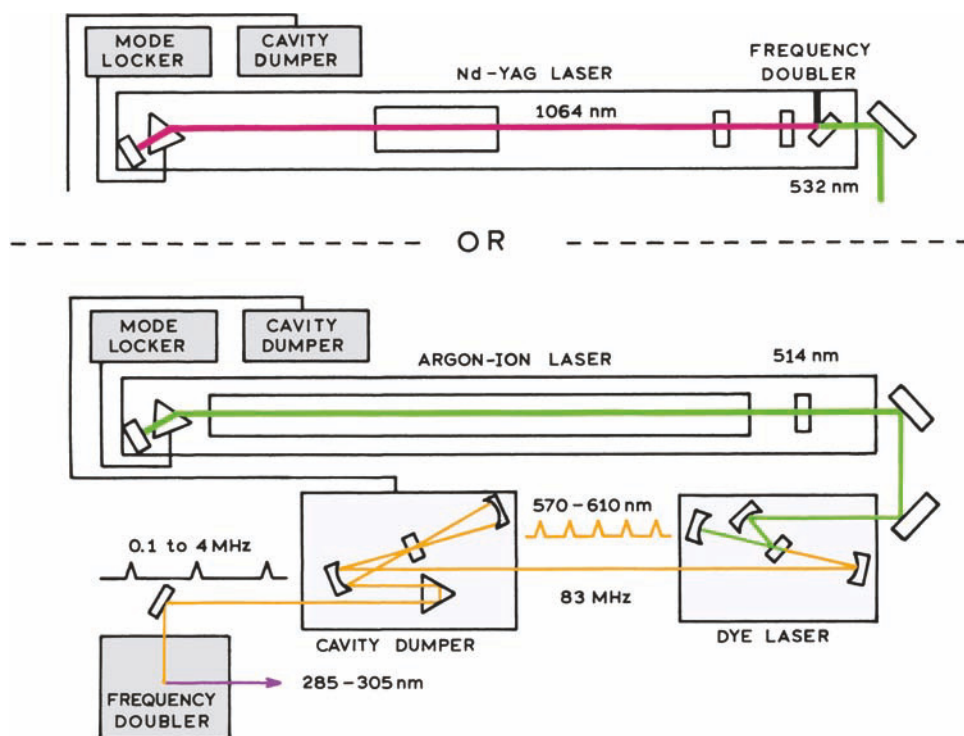 MODE
LOCKER
CAVITY
DUMPER
Nd-YAG LASER
FREQUENCY
DOUBLER
1064 nm
532 nm
OR
MODE
LOCKER
CAVITY
DUMPER
ARGON-ION LASER
514 nm
570-610 nm
0.1 to 4 MHz
83 MHz
CAVITY DUMPER
DYE LASER
FREQUENCY
DOUBLER
285-305 nm